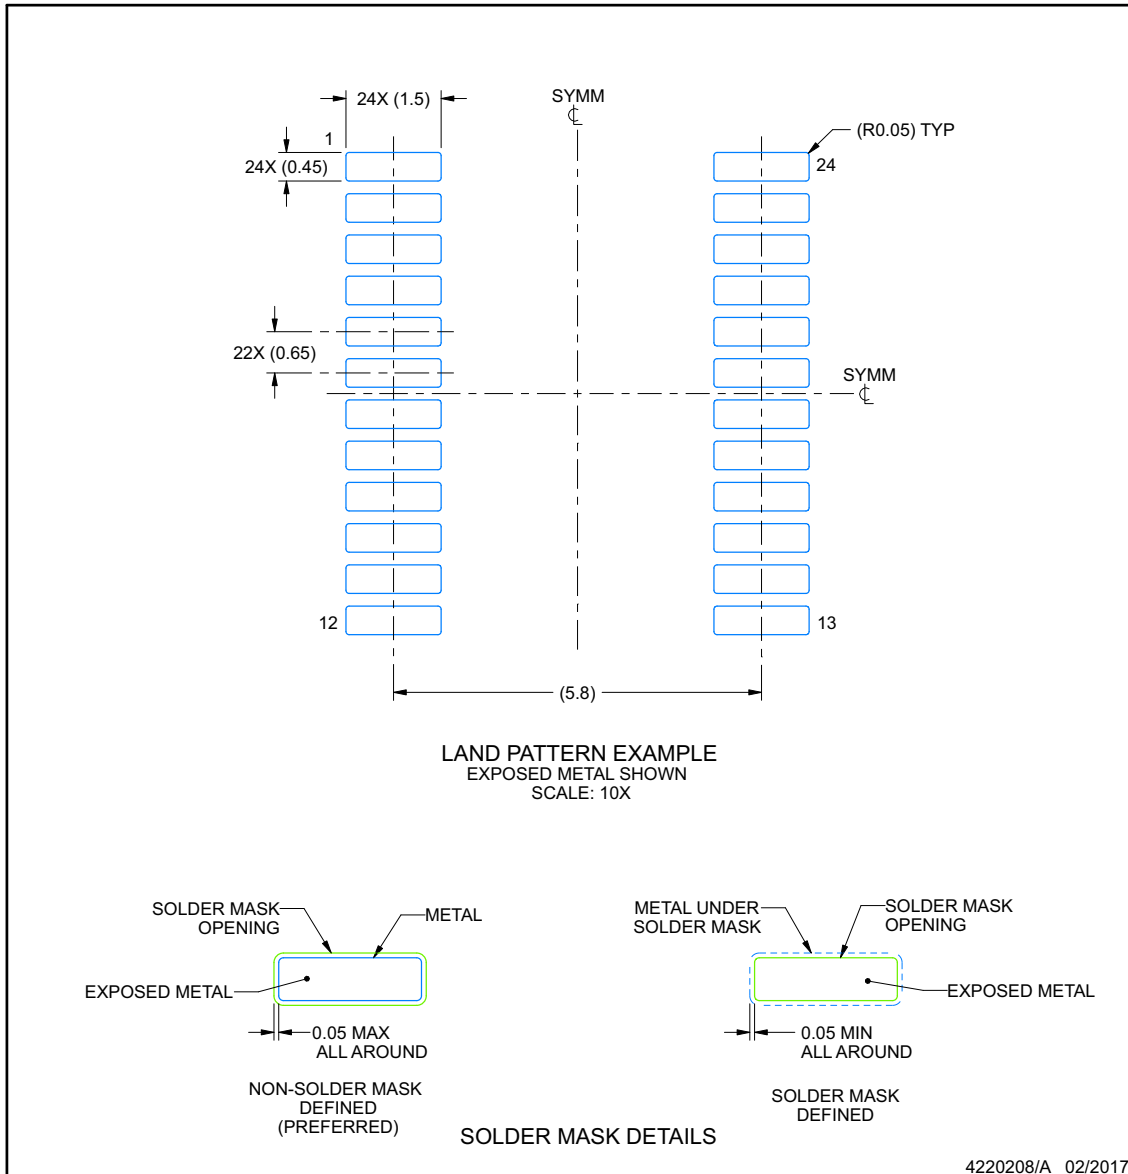 24X (1.5)
SYMM
(R0.05) TYP
1
24X (0.45)
24
22X (0.65)
SYMM
12
13
(5.8)
LAND PATTERN EXAMPLE
EXPOSED METAL SHOWN
SCALE: 10X
SOLDER MASK
OPENING
METAL
EXPOSED METAL
0.05 MAX
ALL AROUND
NON-SOLDER MASK
DEFINED
(PREFERRED)
METAL UNDER
SOLDER MASK
SOLDER MASK
OPENING
EXPOSED METAL
0.05 MIN
ALL AROUND
SOLDER MASK
DEFINED
SOLDER MASK DETAILS
4220208/A 02/2017